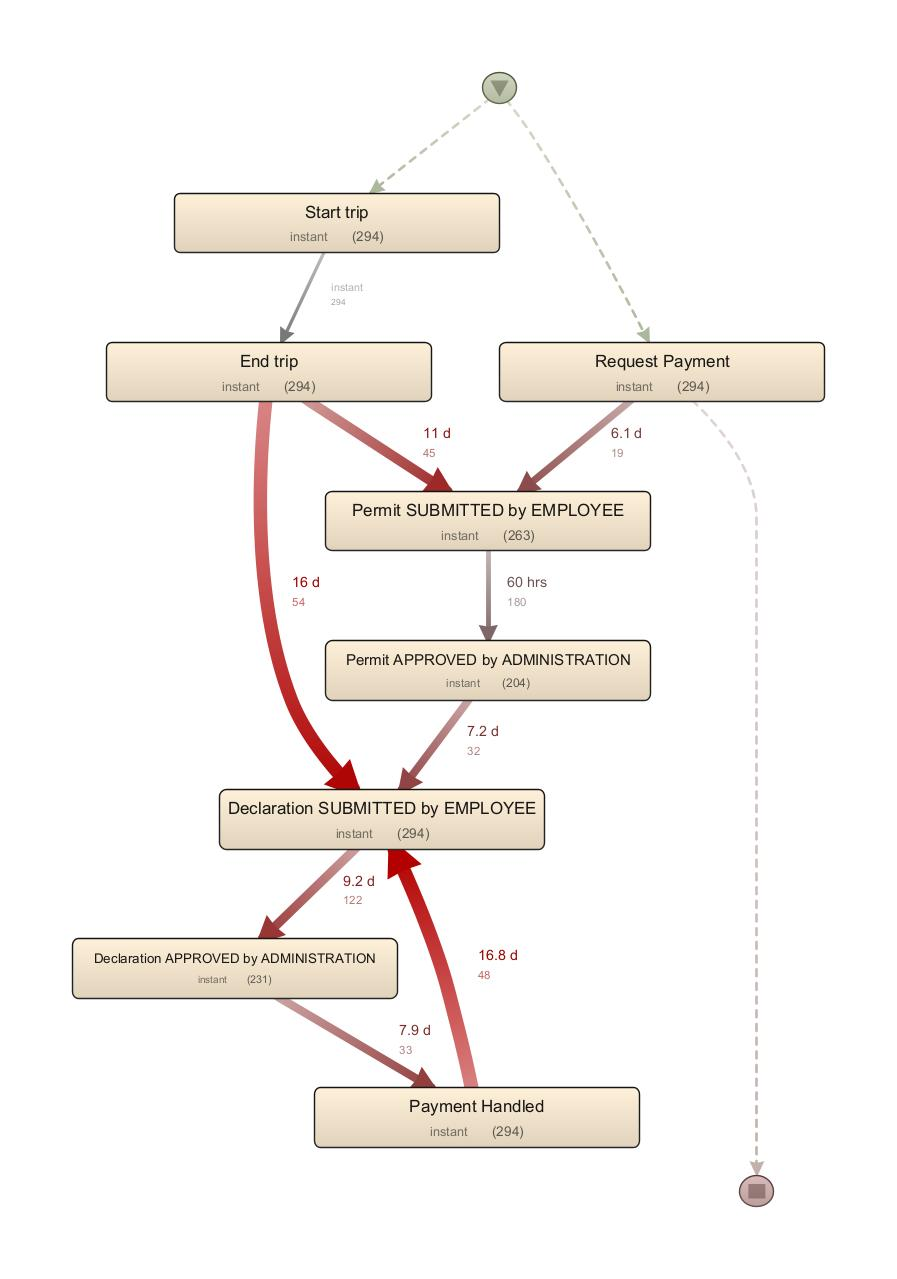 Start trip
instant (294)
instant
294
End trip
instant (294)
Request Payment
instant (294)
11 d
45
6.1 d
19
Permit SUBMITTED by EMPLOYEE
instant (263)
16 d
54
60 hrs
180
Permit APPROVED by ADMINISTRATION
instant (204)
7.2 d
32
Declaration SUBMITTED by EMPLOYEE
instant (294)
9.2 d
122
Declaration APPROVED by ADMINISTRATION
instant (231)
16.8 d
48
7.9 d
33
Payment Handled
instant (294)